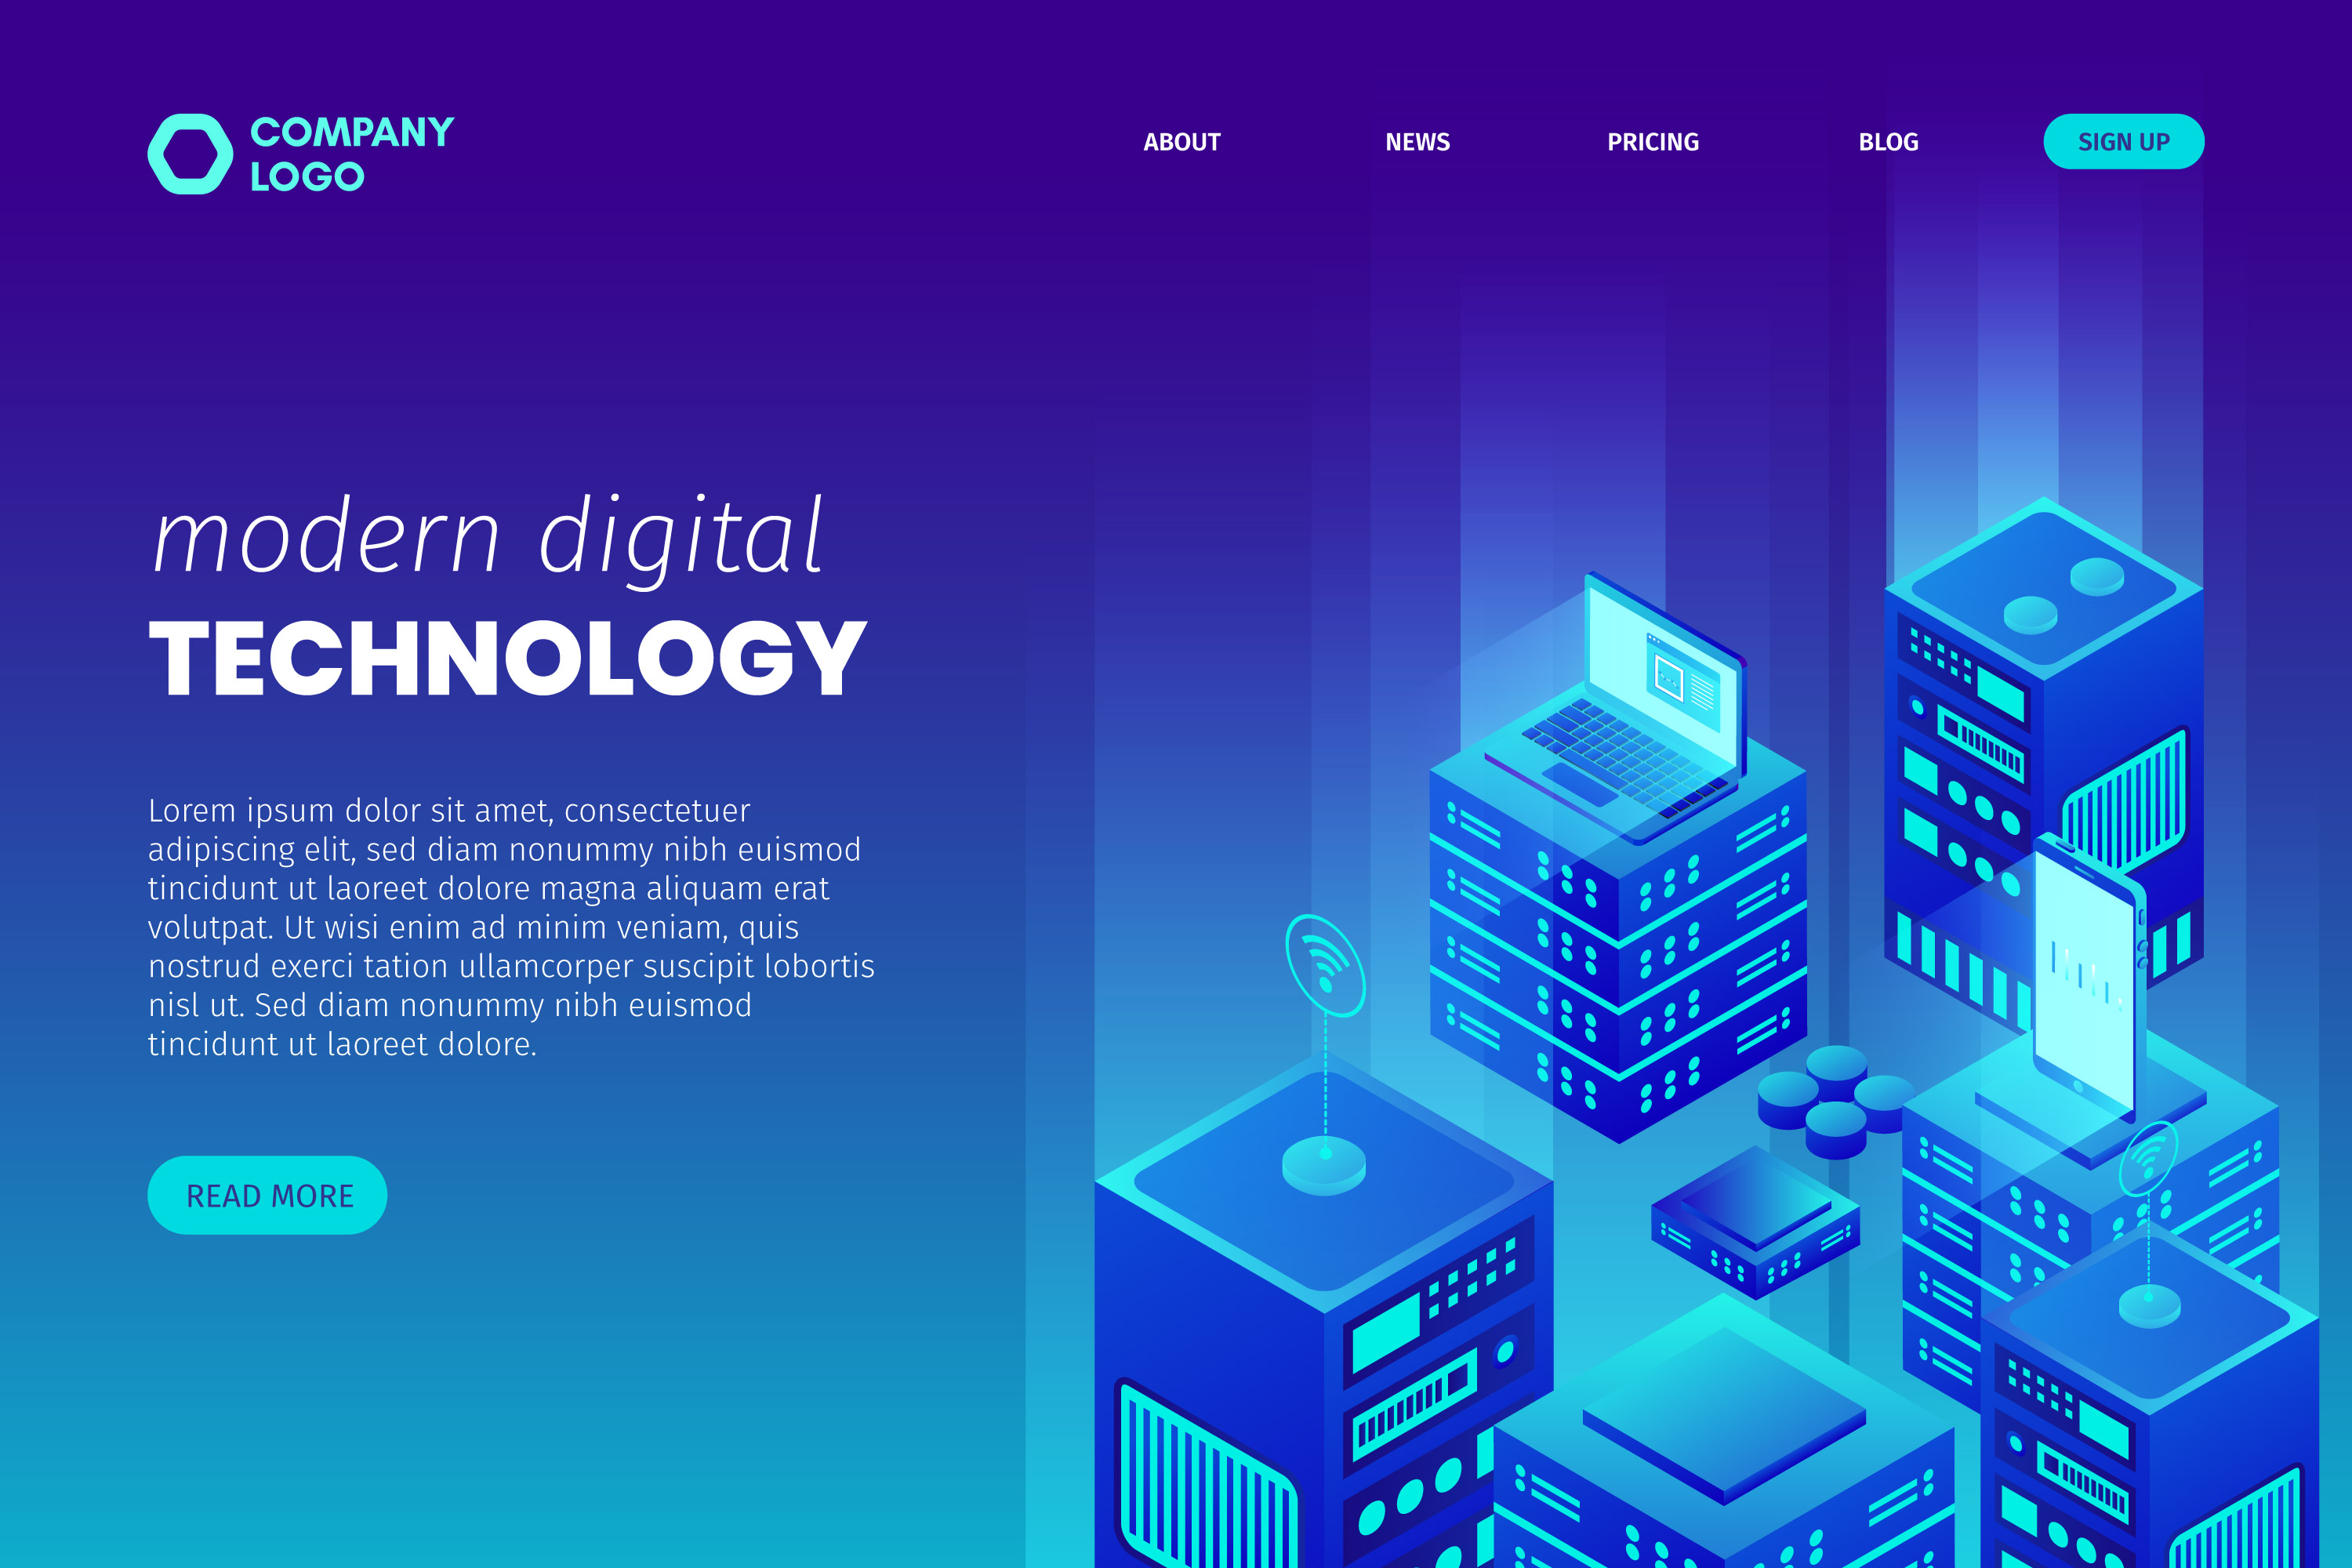 COMPANY
LOGO
ABOUT
NEWS
PRICING
BLOG
SIGN UP
modern digital
TECHNOLOGY
Lorem ipsum dolor sit amet, consectetuer
adipiscing elit, sed diam nonummy nibh euismod
tincidunt ut laoreet dolore magna aliquam erat
volutpat. Ut wisi enim ad minim veniam, quis
nostrud exerci tation ullamcorper suscipit lobortis
nisl ut. Sed diam nonummy nibh euismod
tincidunt ut laoreet dolore.
READ MORE